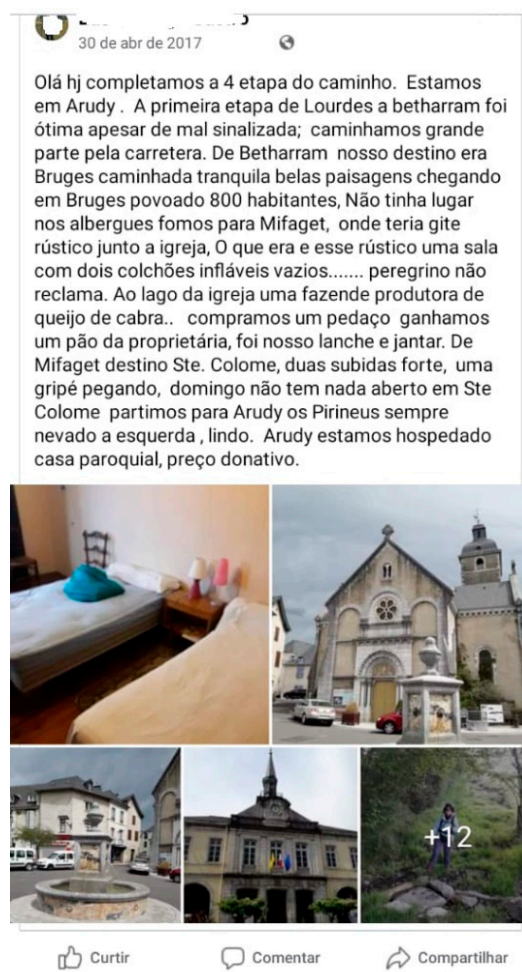 30 de abr de 2017
Olá hj completamos a 4 etapa do caminho.  Estamos
em Arudy .  A primeira etapa de Lourdes a betharram foi
ótima apesar de mal sinalizada;  caminhamos grande
parte pela carretera. De Betharram  nosso destino era
Bruges caminhada tranquila belas paisagens chegando
em Bruges povoado 800 habitantes, Não tinha lugar
nos albergues fomos para Mifaget,  onde teria gite
rústico junto a igreja, O que era e esse rústico uma sala
com dois colchões infláveis vazios....... peregrino não
reclama. Ao lago da igreja uma fazende produtora de
queijo de cabra..   compramos um pedaço  ganhamos
um pão da proprietária, foi nosso lanche e jantar. De
Mifaget destino Ste. Colome, duas subidas forte,  uma
gripé pegando,  domingo não tem nada aberto em Ste
Colome  partimos para Arudy os Pirineus sempre
nevado a esquerda , lindo.  Arudy estamos hospedado
casa paroquial, preço donativo.
+12
Curtir
Comentar
Compartilhar